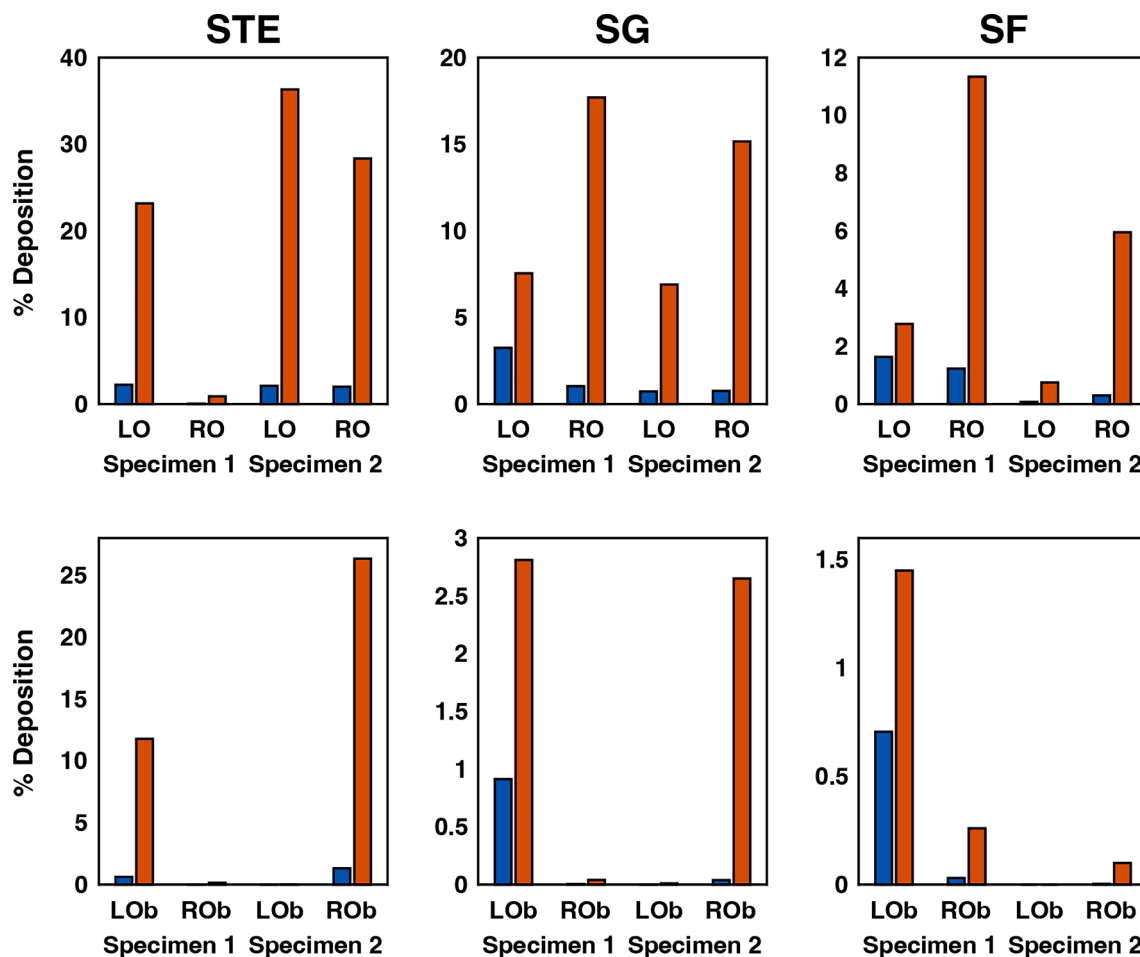 STE SG SF
% Deposition
40
30
20
10
0
LO RO LO RO
Specimen 1 Specimen 2
20
15
10
5
0
LO RO LO RO
Specimen 1 Specimen 2
12
10
8
6
4
2
0
LO RO LO RO
Specimen 1 Specimen 2
% Deposition
25
20
15
10
5
0
LOb ROb LOb ROb
Specimen 1 Specimen 2
3
2.5
2
1.5
1
0.5
0
LOb ROb LOb ROb
Specimen 1 Specimen 2
1.5
1
0.5
0
LOb ROb LOb ROb
Specimen 1 Specimen 2